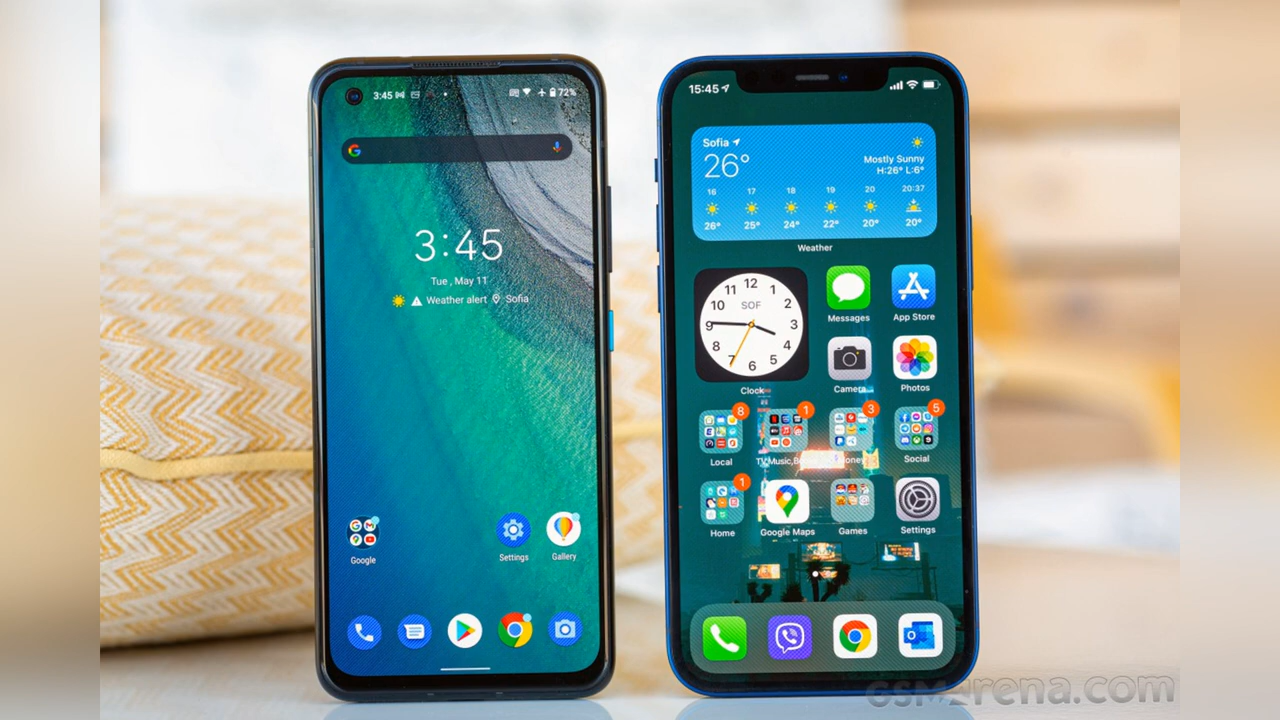 3:45
72%
3:45
Tue, May 11
Weather alert Sofia
Google
Settings
Gallery
15:45
Sofia
26°
Mostly Sunny
H:26° L:6°
16 17 18 19 20 20:37
26° 25° 24° 22° 20° 20°
Weather
12
11 1
10 SOF 2
9 3
8 4
7 5
6
Clock
Messages
App Store
Camera
Photos
8 1 3 5
Local
TV,Music,B
oney
Social
1
Home
Google Maps
Games
Settings
GSMarena.com